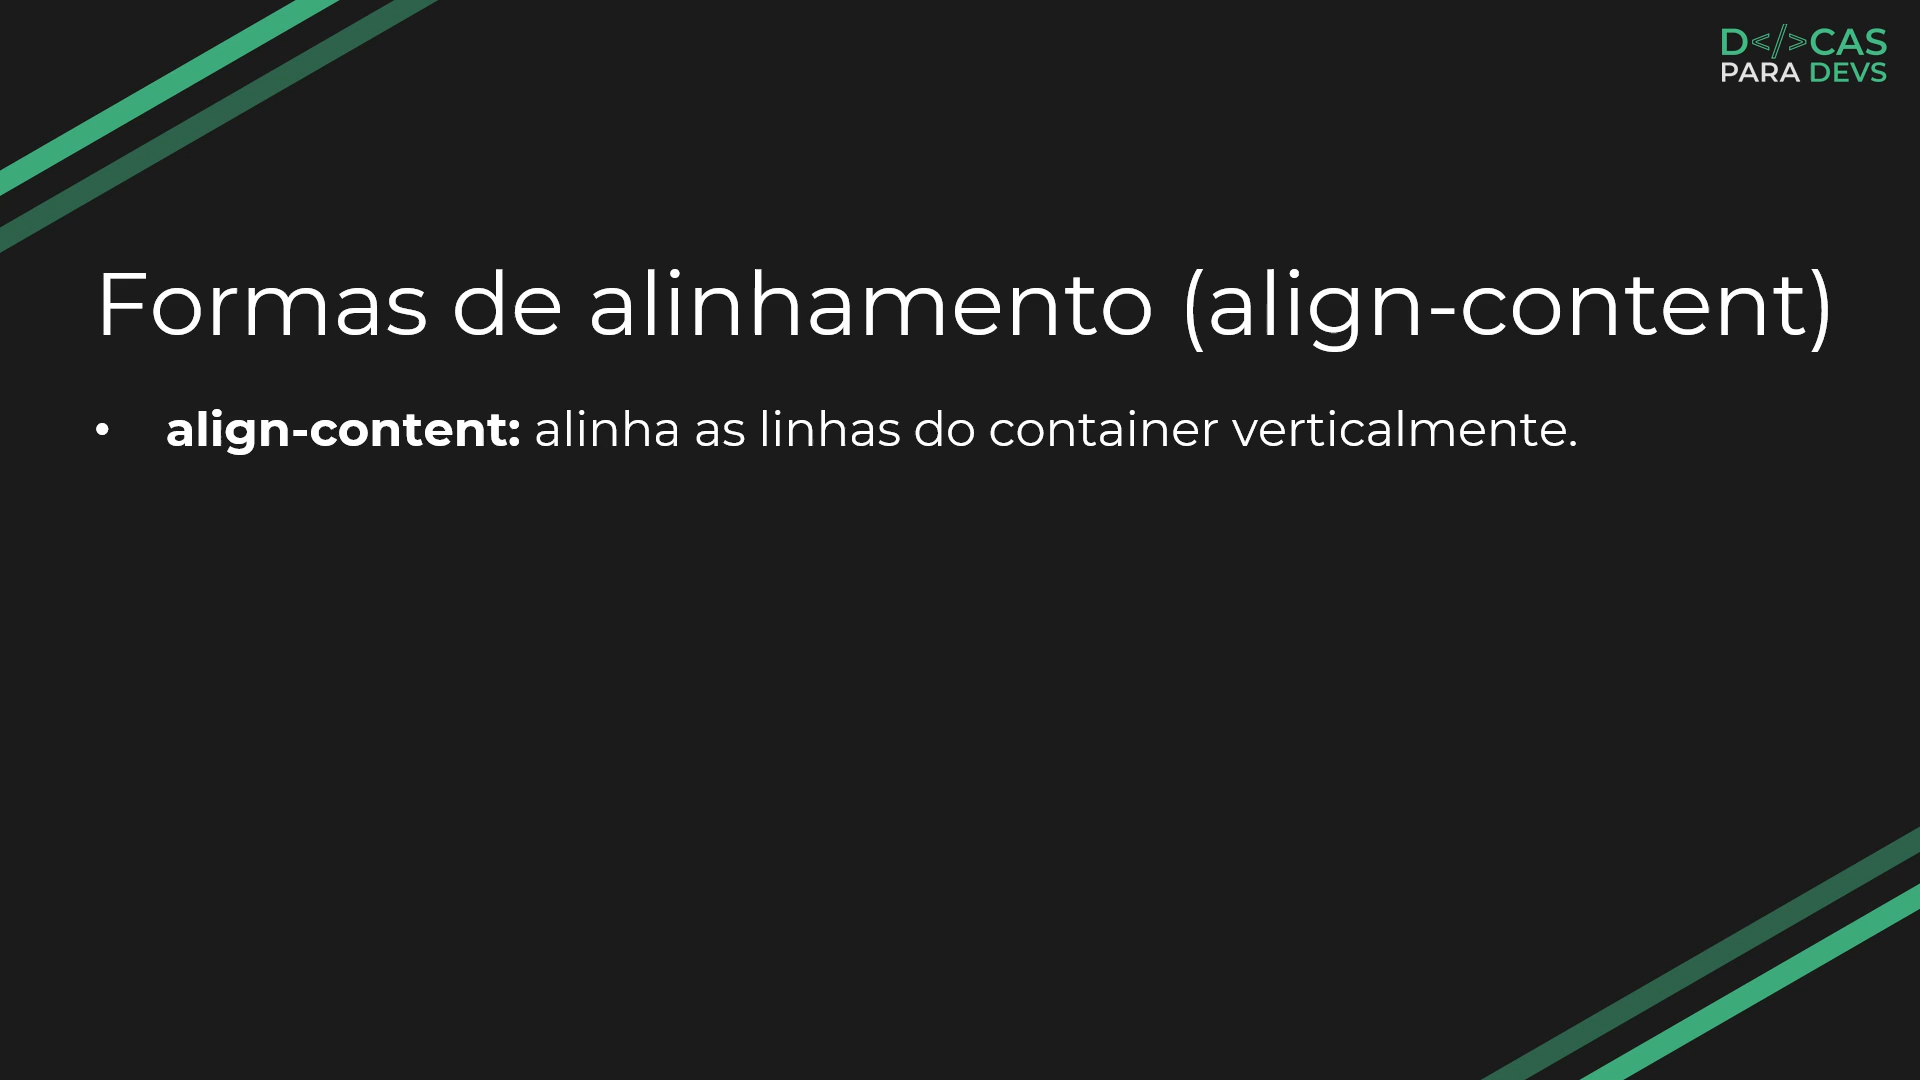 D</>CAS
PARA DEVS
Formas de alinhamento (align-content)
• align-content: alinha as linhas do container verticalmente.